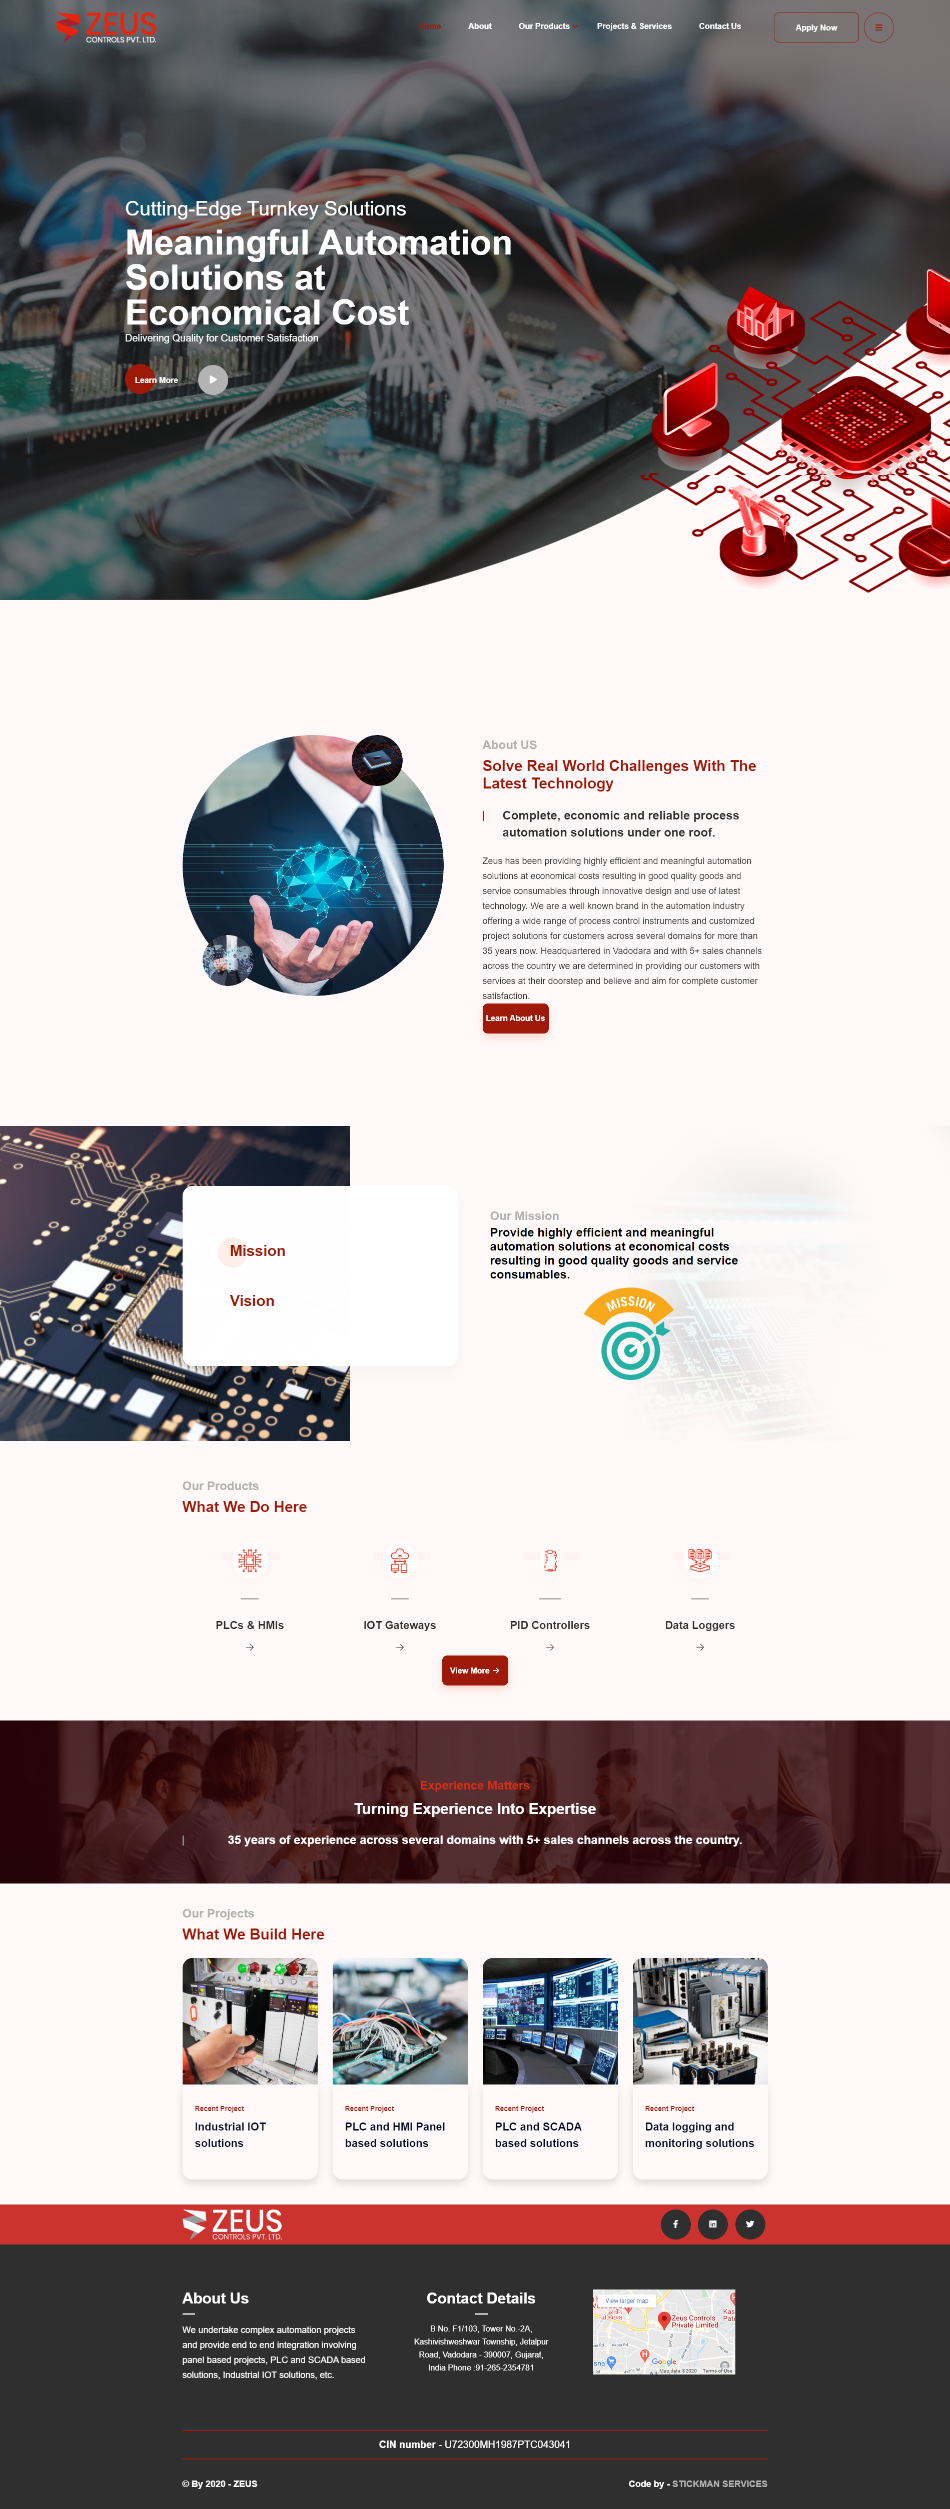 ZEUS
CONTROLS PVT. LTD.
Home
About
Our Products
Projects & Services
Contact Us
Apply Now
Cutting-Edge Turnkey Solutions
Meaningful Automation
Solutions at
Economical Cost
Delivering Quality for Customer Satisfaction
Learn More
About US
Solve Real World Challenges With The
Latest Technology
Complete, economic and reliable process
automation solutions under one roof.
Zeus has been providing highly efficient and meaningful automation
solutions at economical costs resulting in good quality goods and
service consumables through innovative design and use of latest
technology. We are a well known brand in the automation industry
offering a wide range of process control instruments and customized
project solutions for customers across several domains for more than
35 years now. Headquartered in Vadodara and with 5+ sales channels
across the country we are determined in providing our customers with
services at their doorstep and believe and aim for complete customer
satisfaction.
Learn About Us
Mission
Vision
Our Mission
Provide highly efficient and meaningful
automation solutions at economical costs
resulting in good quality goods and service
consumables.
MISSION
Our Products
What We Do Here
PLCs & HMIs
IOT Gateways
PID Controllers
Data Loggers
View More →
Experience Matters
Turning Experience Into Expertise
| 35 years of experience across several domains with 5+ sales channels across the country.
Our Projects
What We Build Here
Recent Project
Industrial IOT
solutions
Recent Project
PLC and HMI Panel
based solutions
Recent Project
PLC and SCADA
based solutions
Recent Project
Data logging and
monitoring solutions
ZEUS
CONTROLS PVT. LTD.
About Us
We undertake complex automation projects
and provide end to end integration involving
panel based projects, PLC and SCADA based
solutions, Industrial IOT solutions, etc.
Contact Details
B No. F1/103, Tower No.-2A,
Kashivishweshwar Township, Jetalpur
Road, Vadodara - 390007, Gujarat,
India Phone :91-265-2354781
View larger map
Zeus Controls
Private Limited
Google
Map data ©2020
Terms of Use
CIN number - U72300MH1987PTC043041
© By 2020 - ZEUS
Code by - STICKMAN SERVICES